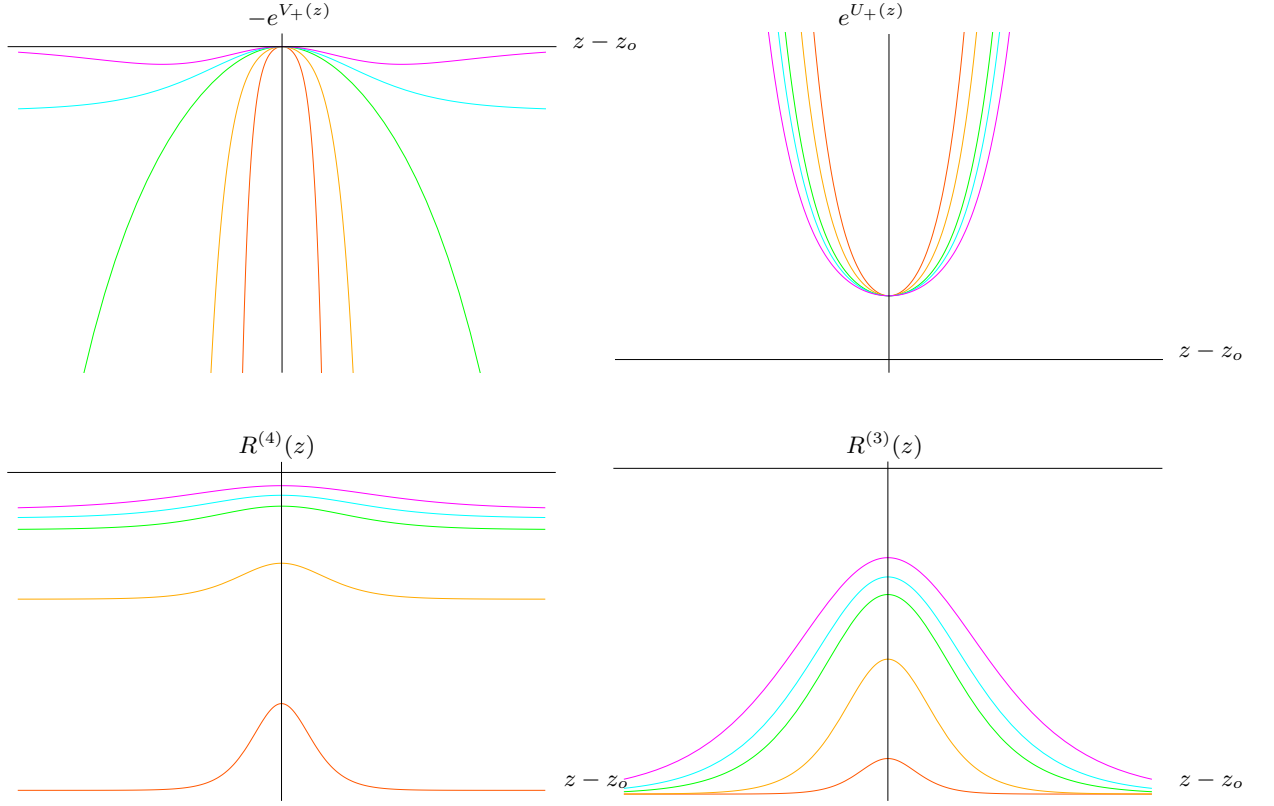 $-e^{V_+(z)}$
$z - z_o$
$e^{U_+(z)}$
$z - z_o$
$R^{(4)}(z)$
$z - z_o$
$R^{(3)}(z)$
$z - z_o$